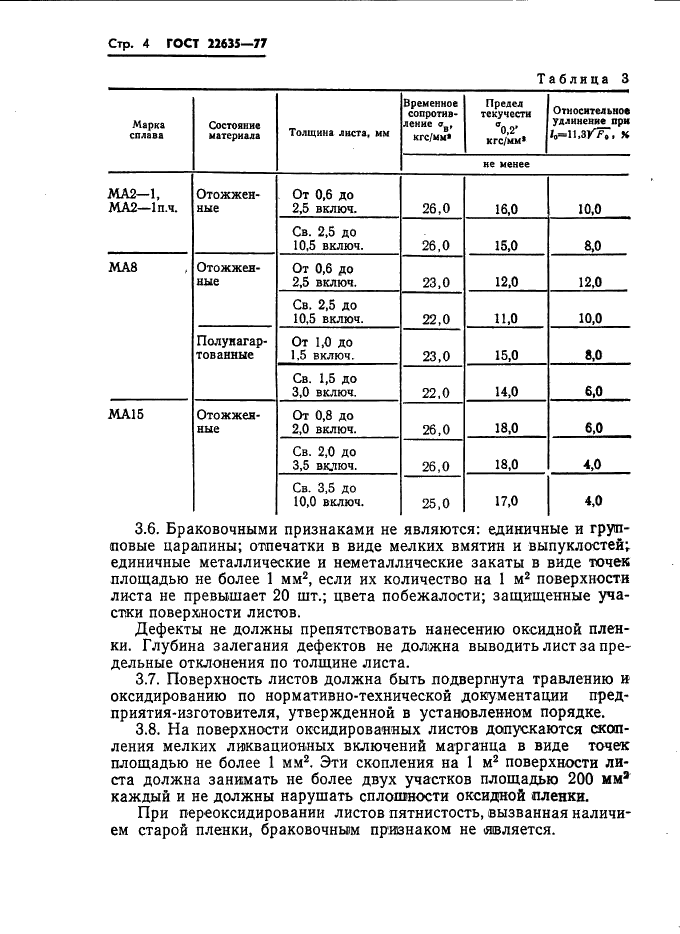 Стр. 4 ГОСТ 22635—77
Таблица 3
Марка сплава | Состояние материала | Толщина листа, мм | Временное сопротив-ление σв, кгс/мм² | Предел текучести σ0,2, кгс/мм² | Относительное удлинение при l₀=11,3√F₀, %
не менее
МА2—1, МА2—1п.ч. | Отожжен-ные | От 0,6 до 2,5 включ. | 26,0 | 16,0 | 10,0
Св. 2,5 до 10,5 включ. | 26,0 | 15,0 | 8,0
МА8 | Отожжен-ные | От 0,6 до 2,5 включ. | 23,0 | 12,0 | 12,0
Св. 2,5 до 10,5 включ. | 22,0 | 11,0 | 10,0
Полунагар-тованные | От 1,0 до 1,5 включ. | 23,0 | 15,0 | 8,0
Св. 1,5 до 3,0 включ. | 22,0 | 14,0 | 6,0
МА15 | Отожжен-ные | От 0,8 до 2,0 включ. | 26,0 | 18,0 | 6,0
Св. 2,0 до 3,5 включ. | 26,0 | 18,0 | 4,0
Св. 3,5 до 10,0 включ. | 25,0 | 17,0 | 4,0
3.6. Браковочными признаками не являются: единичные и груп-
повые царапины; отпечатки в виде мелких вмятин и выпуклостей;
единичные металлические и неметаллические закаты в виде точек
площадью не более 1 мм², если их количество на 1 м² поверхности
листа не превышает 20 шт.; цвета побежалости; защищенные уча-
стки поверхности листов.
Дефекты не должны препятствовать нанесению оксидной плен-
ки. Глубина залегания дефектов не должна выводить лист за пре-
дельные отклонения по толщине листа.
3.7. Поверхность листов должна быть подвергнута травлению и
оксидированию по нормативно-технической документации пред-
приятия-изготовителя, утвержденной в установленном порядке.
3.8. На поверхности оксидированных листов допускаются скоп-
ления мелких ликвационных включений марганца в виде точек
площадью не более 1 мм². Эти скопления на 1 м² поверхности ли-
ста должна занимать не более двух участков площадью 200 мм²
каждый и не должны нарушать сплошности оксидной пленки.
При переоксидировании листов пятнистость, вызванная наличи-
ем старой пленки, браковочным признаком не является.